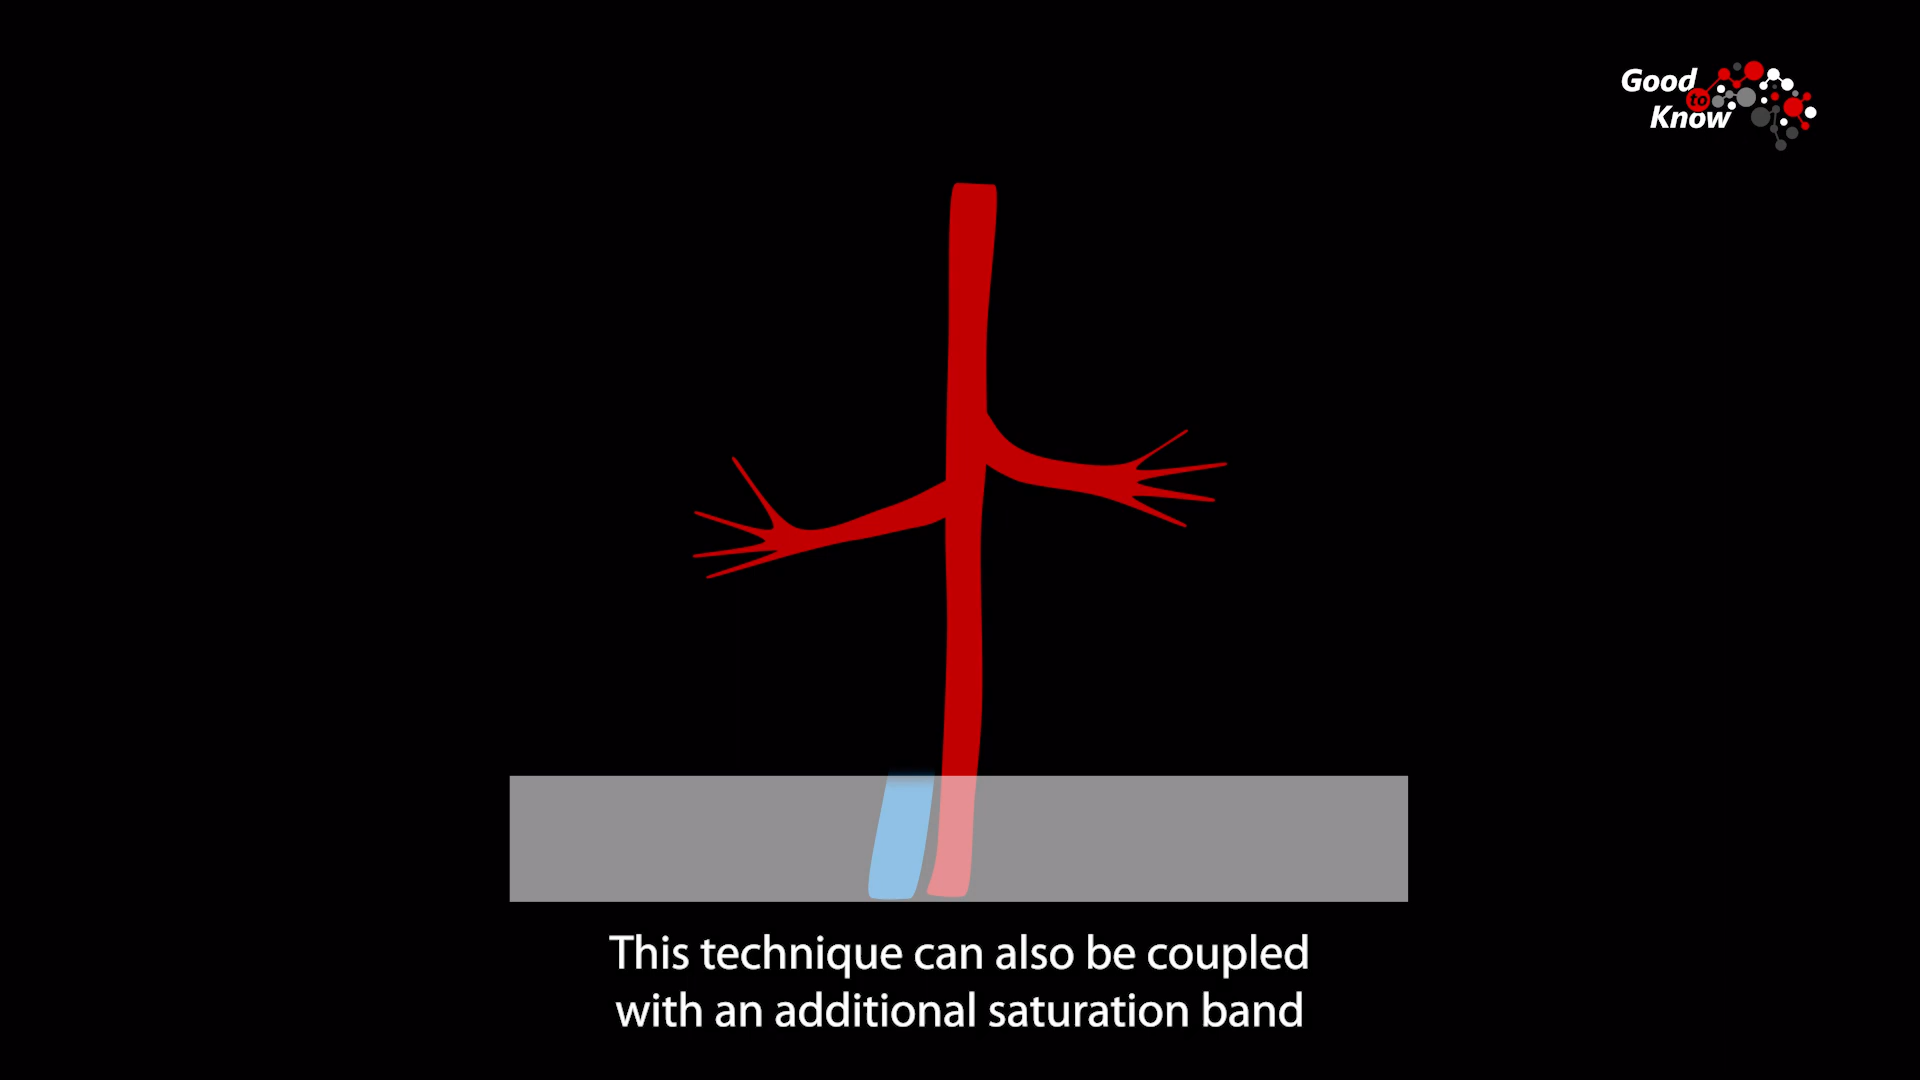 Good
to
Know
This technique can also be coupled
with an additional saturation band